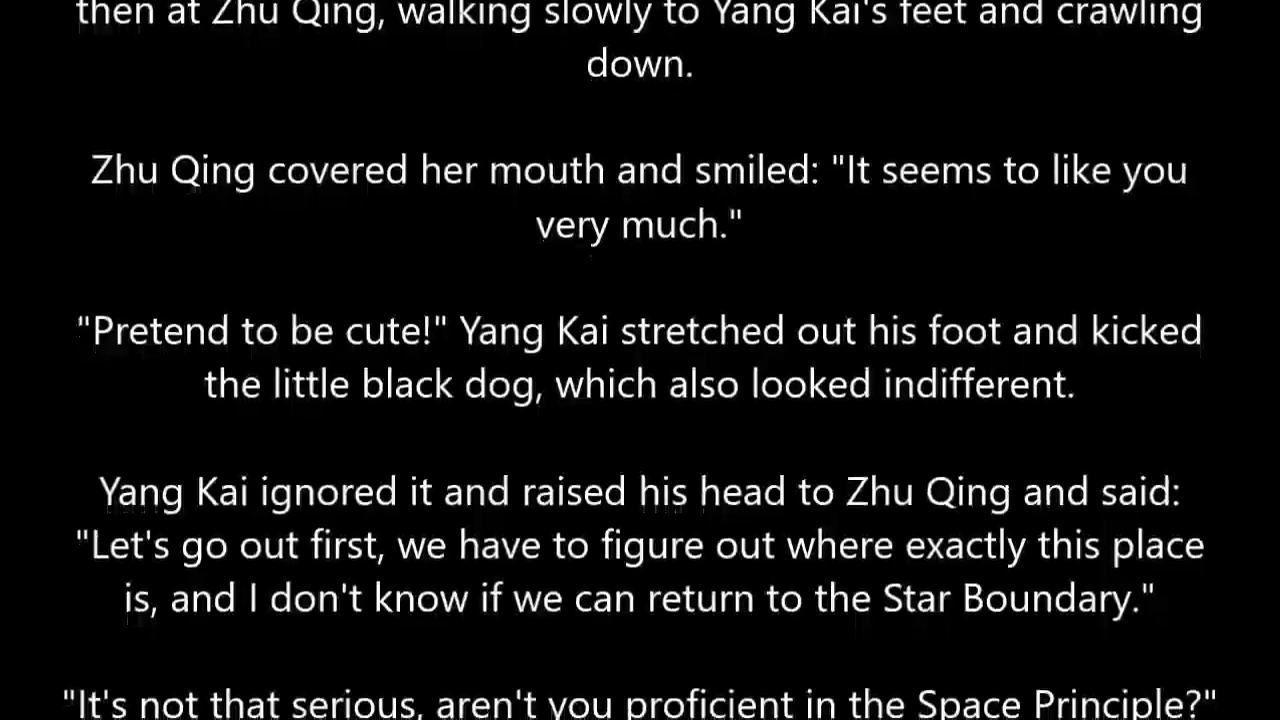 then at Zhu Qing, walking slowly to Yang Kai's feet and crawling
down.
Zhu Qing covered her mouth and smiled: "It seems to like you
very much."
"Pretend to be cute!" Yang Kai stretched out his foot and kicked
the little black dog, which also looked indifferent.
Yang Kai ignored it and raised his head to Zhu Qing and said:
"Let's go out first, we have to figure out where exactly this place
is, and I don't know if we can return to the Star Boundary."
"It's not that serious, aren't you proficient in the Space Principle?"